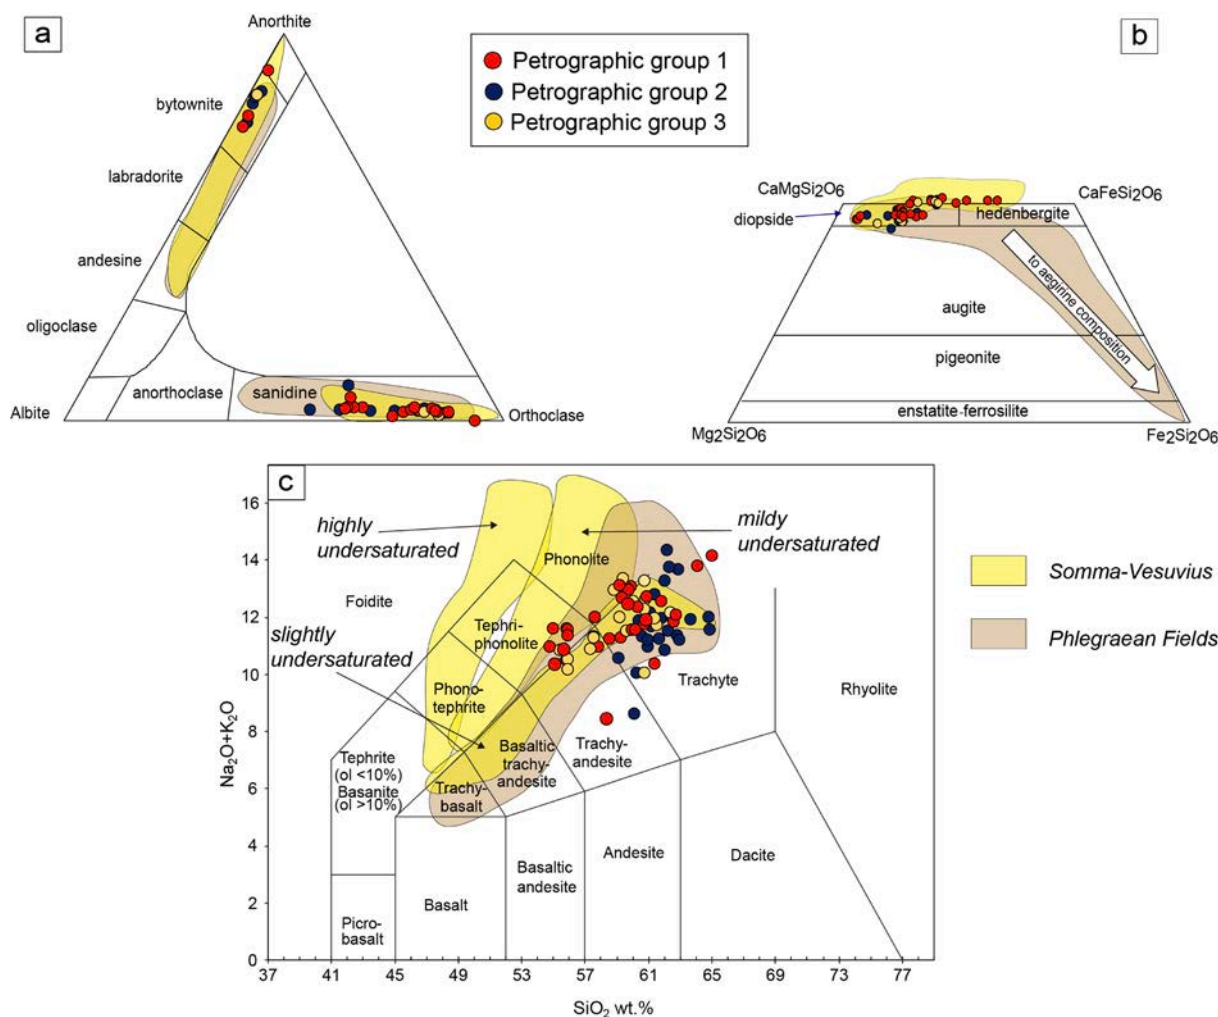 a
Anorthite
bytownite
labradorite
andesine
oligoclase
anorthoclase
sanidine
Albite
Orthoclase
Petrographic group 1
Petrographic group 2
Petrographic group 3
b
CaMgSi2O6
CaFeSi2O6
diopside
hedenbergite
to aegirine composition
augite
pigeonite
enstatite-ferrosilite
Mg2Si2O6
Fe2Si2O6
c
Na2O+K2O
16
14
12
10
8
6
4
2
0
highly
undersaturated
mildy
undersaturated
slightly
undersaturated
Phonolite
Foidite
Tephri-
phonolite
Phono-
tephrite
Trachyte
Rhyolite
Tephrite
(ol <10%)
Basanite
(ol >10%)
Trachy-
basalt
Basaltic
trachy-
andesite
Trachy-
andesite
Picro-
basalt
Basalt
Basaltic
andesite
Andesite
Dacite
37
41
45
49
53
57
61
65
69
73
77
SiO2 wt.%
Somma-Vesuvius
Phlegraean Fields